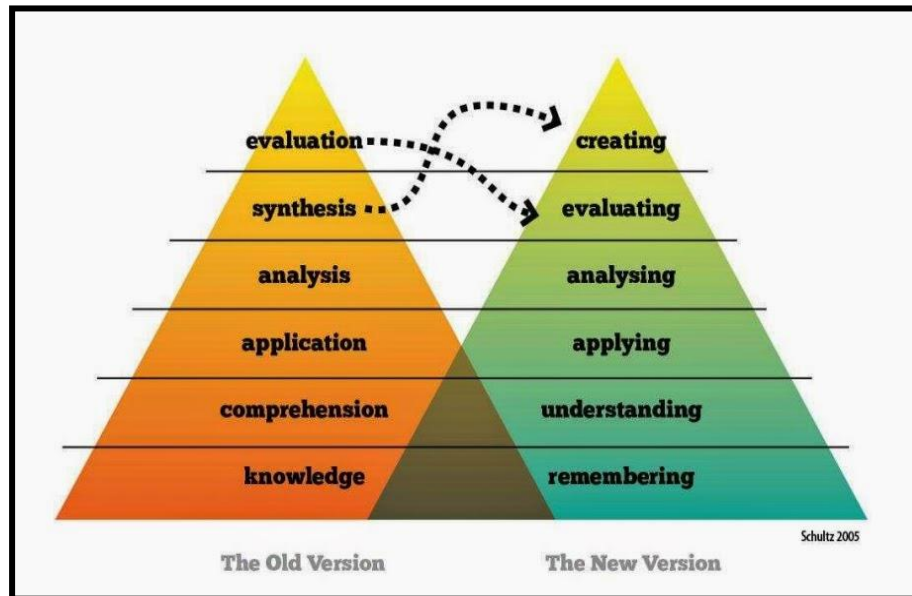 evaluation creating
synthesis evaluating
analysis analysing
application applying
comprehension understanding
knowledge remembering
Schultz 2005
The Old Version The New Version